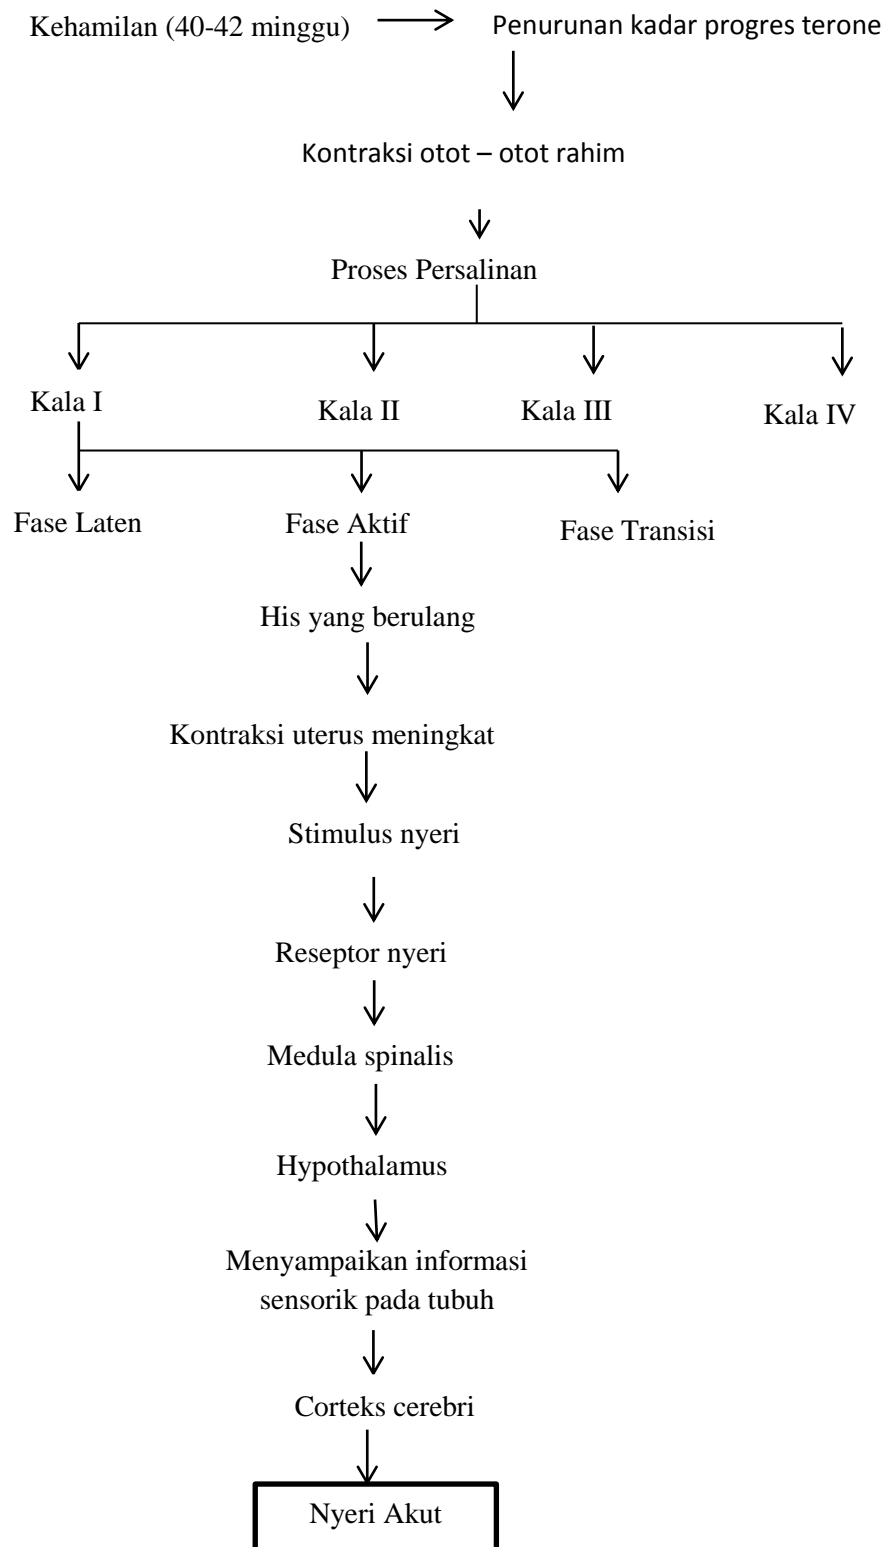 Kehamilan (40-42 minggu)
Penurunan kadar progres terone
Kontraksi otot – otot rahim
Proses Persalinan
Kala I
Kala II
Kala III
Kala IV
Fase Laten
Fase Aktif
Fase Transisi
His yang berulang
Kontraksi uterus meningkat
Stimulus nyeri
Reseptor nyeri
Medula spinalis
Hypothalamus
Menyampaikan informasi
sensorik pada tubuh
Corteks cerebri
Nyeri Akut